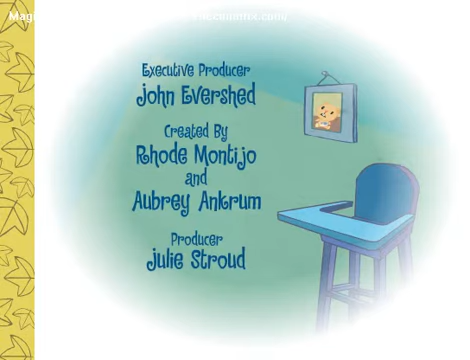 Executive Producer
John Evershed
Created By
Rhode Montijo
and
Aubrey Ankrum
Producer
Julie Stroud